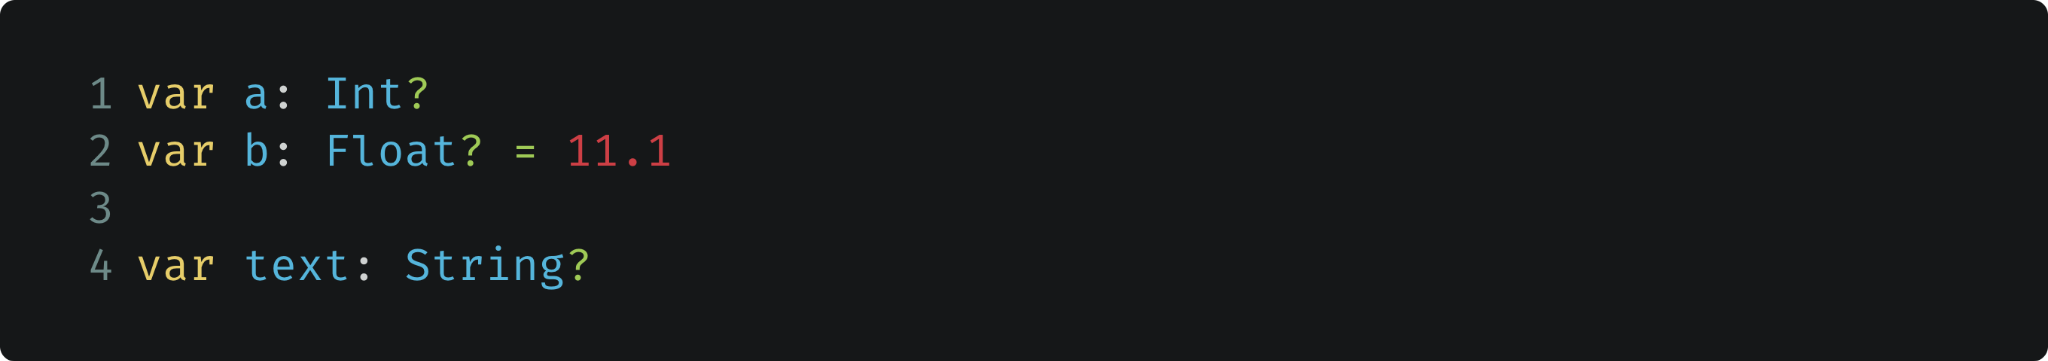 1 var a: Int?
2 var b: Float? = 11.1
3
4 var text: String?